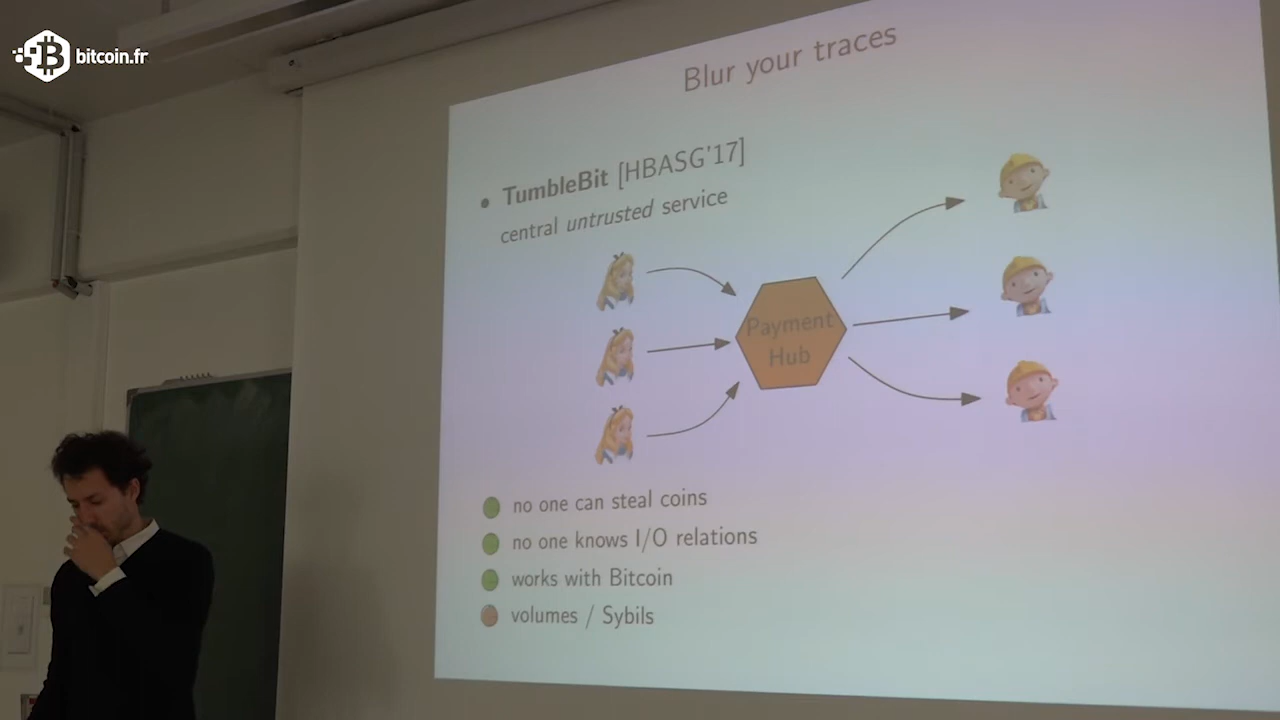 bitcoin.fr
Blur your traces
• TumbleBit [HBASG'17]
central untrusted service
Payment
Hub
no one can steal coins
no one knows I/O relations
works with Bitcoin
volumes / Sybils